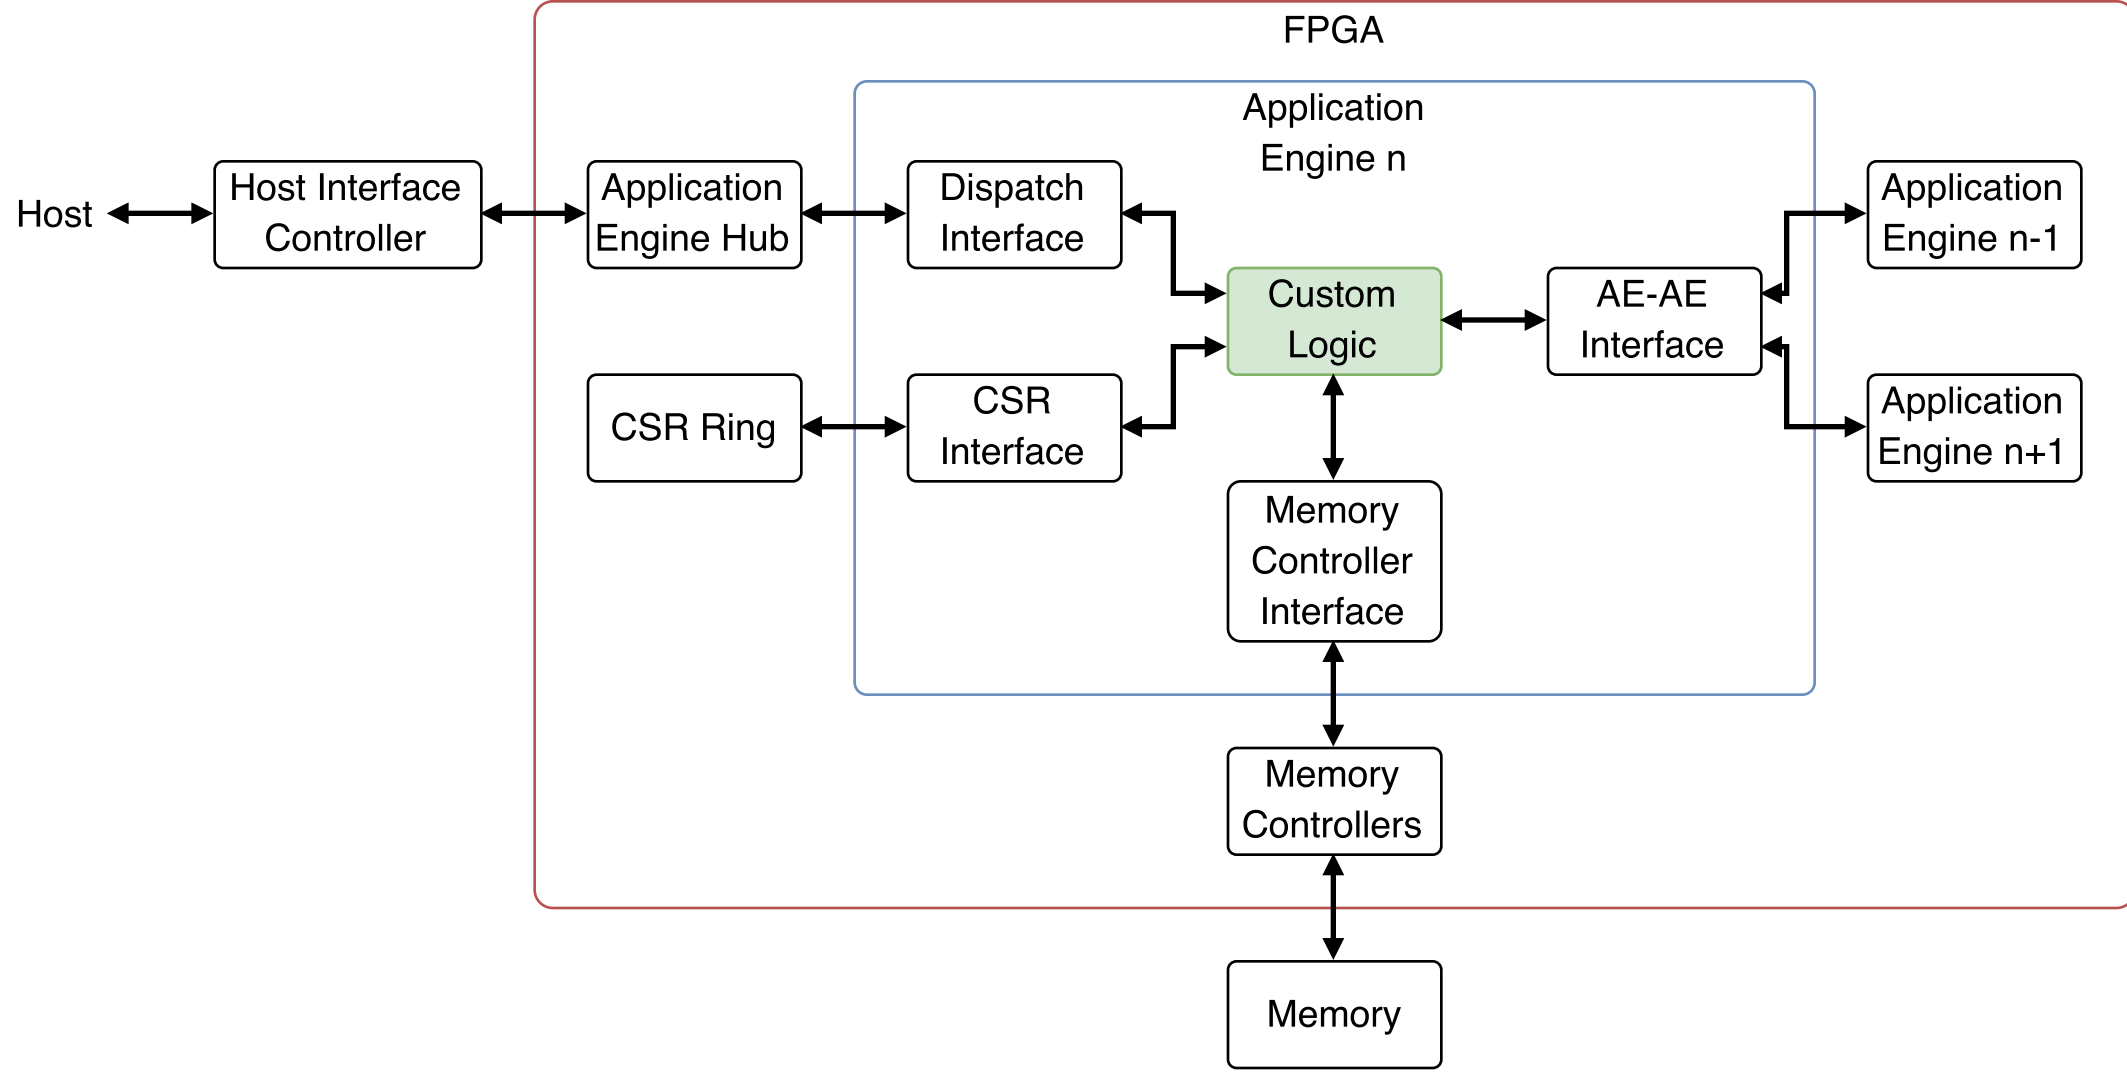 FPGA
Application
Engine n
Host
Host Interface
Controller
Application
Engine Hub
Dispatch
Interface
Application
Engine n-1
Custom
Logic
AE-AE
Interface
CSR Ring
CSR
Interface
Application
Engine n+1
Memory
Controller
Interface
Memory
Controllers
Memory